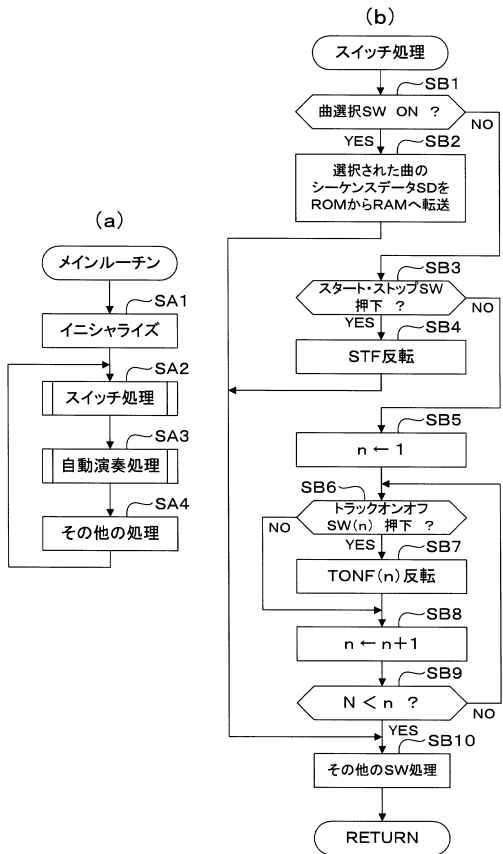 (a)
メインルーチン
SA1
イニシャライズ
SA2
スイッチ処理
SA3
自動演奏処理
SA4
その他の処理
(b)
スイッチ処理
SB1
曲選択SW ON ?
NO
YES
SB2
選択された曲の
シーケンスデータSDを
ROMからRAMへ転送
SB3
スタート・ストップSW
押下 ?
NO
YES
SB4
STF反転
SB5
n ← 1
SB6
トラックオンオフ
SW(n) 押下 ?
NO
YES
SB7
TONF(n)反転
SB8
n ← n+1
SB9
N < n ?
NO
YES
SB10
その他のSW処理
RETURN